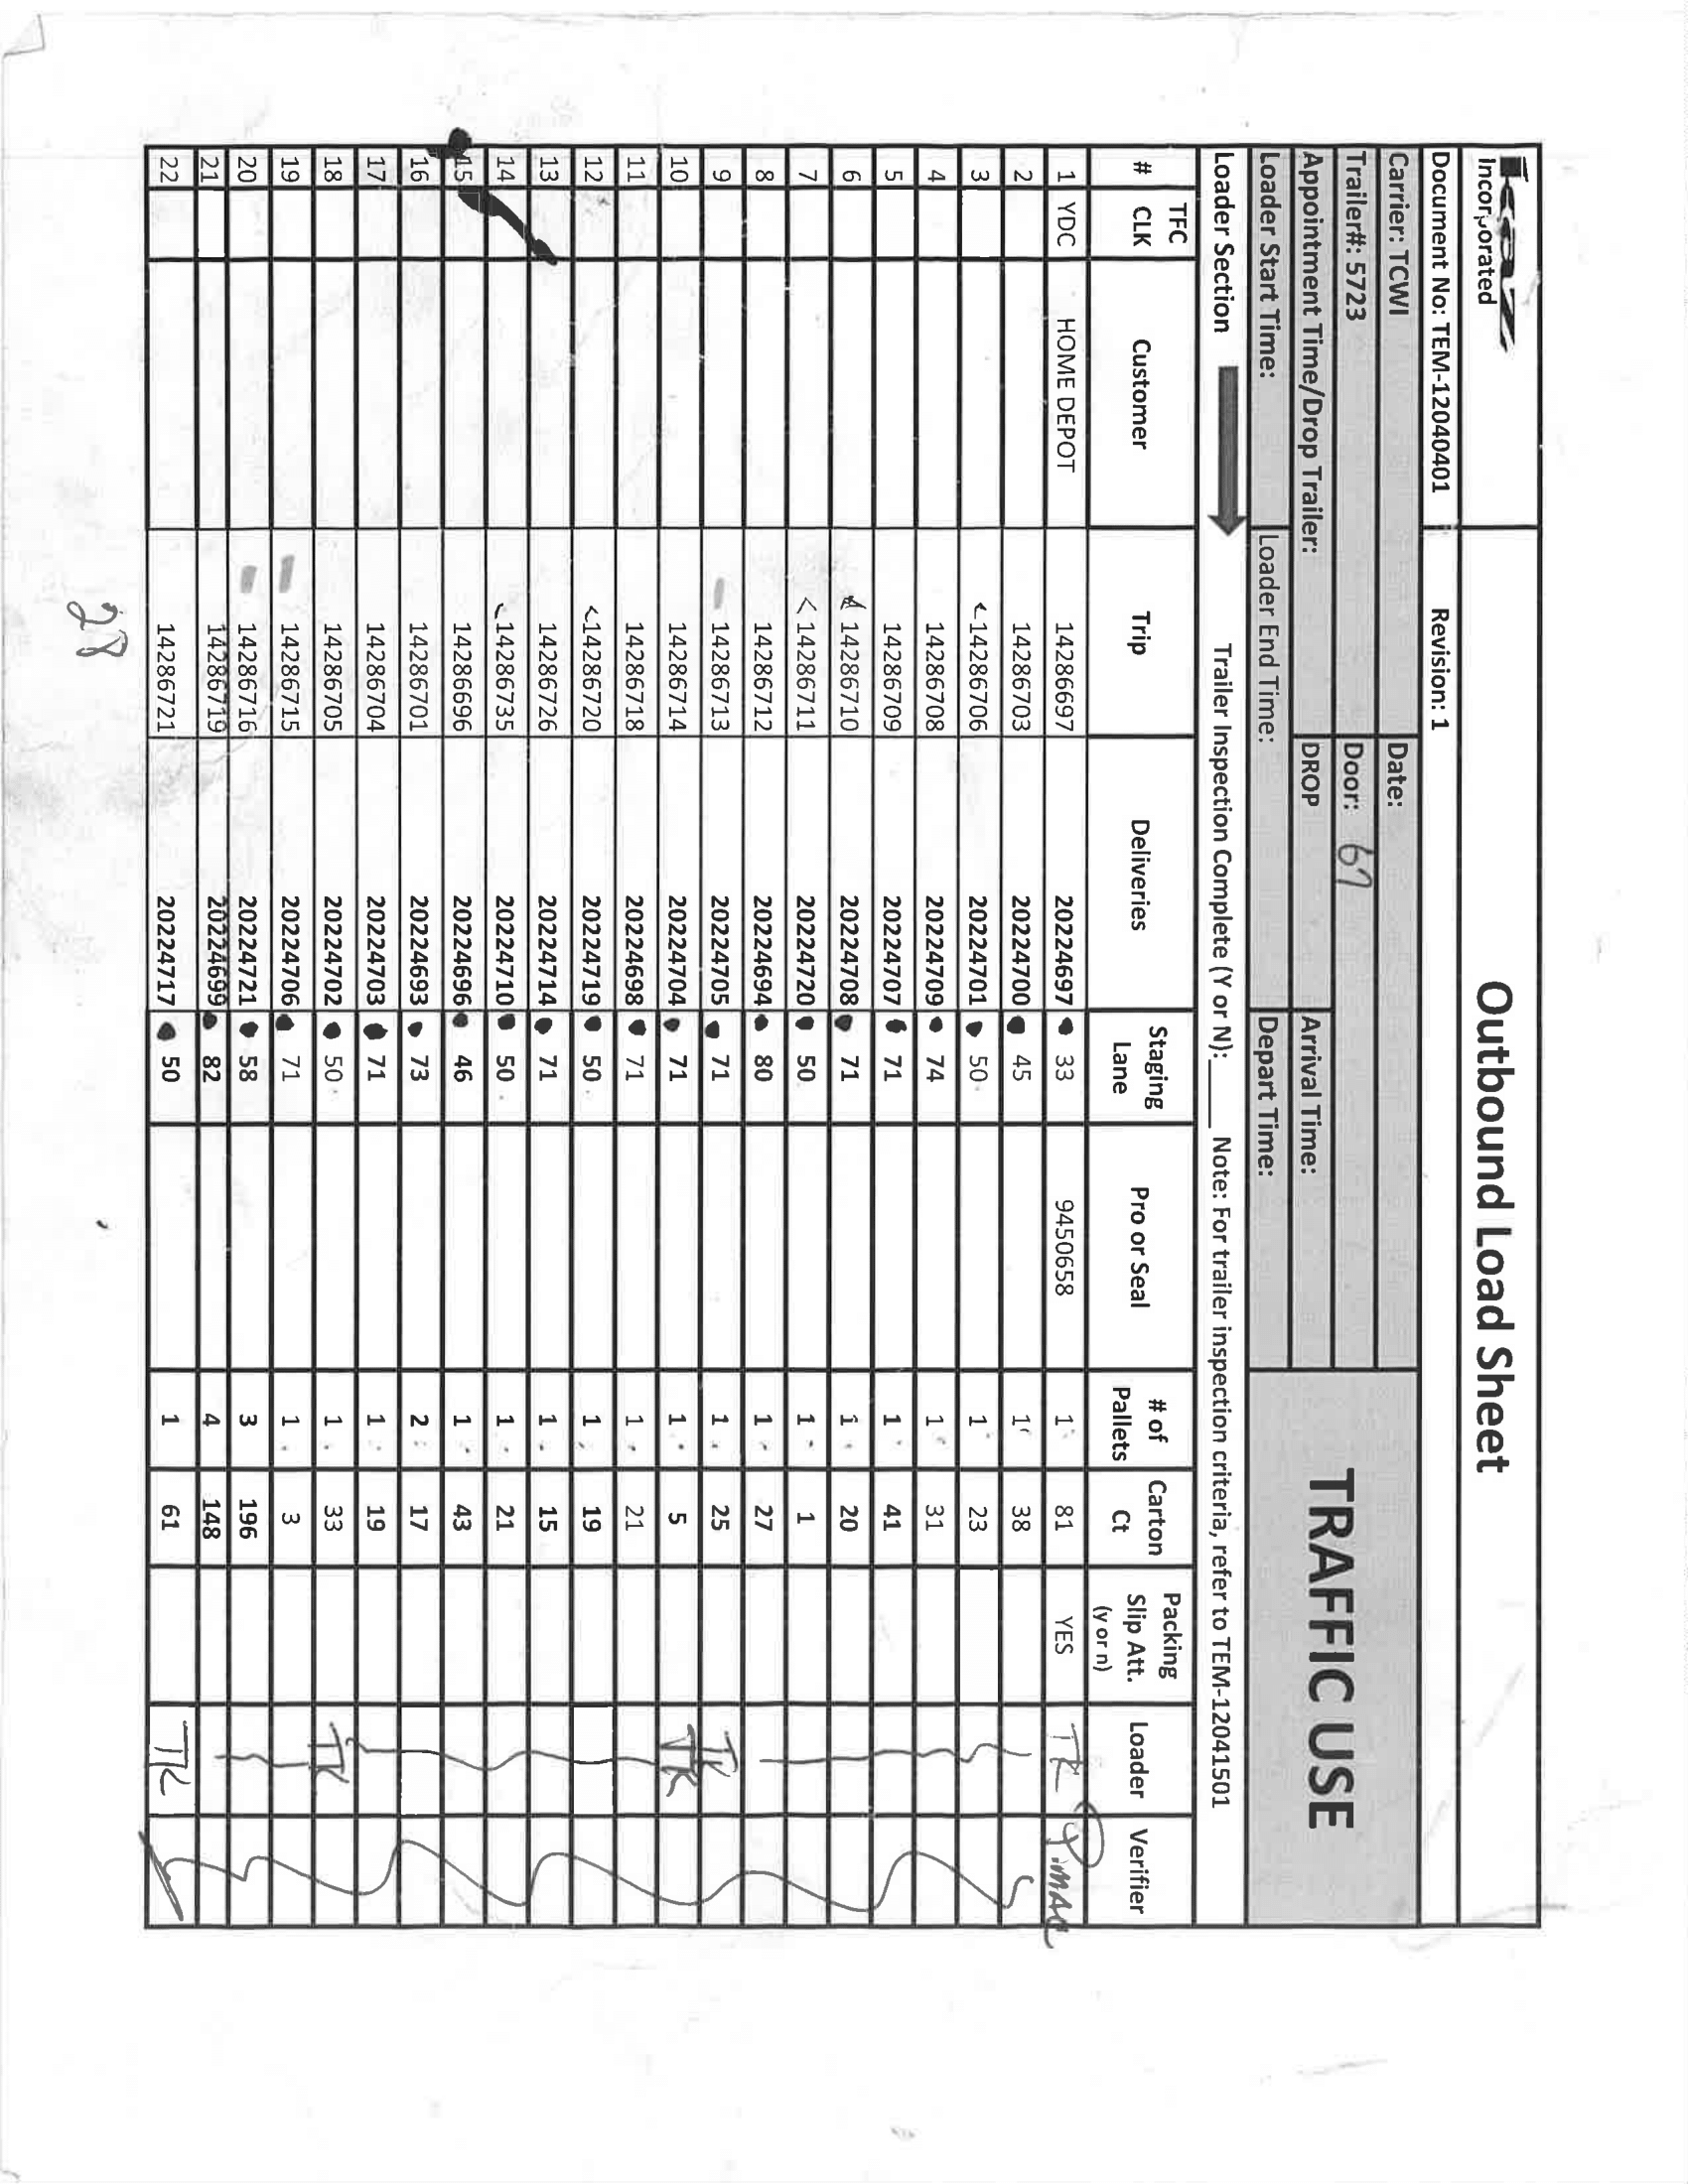 Incorporated
Outbound Load Sheet
Document No: TEM-12040401 Revision: 1
Carrier: TCWI Date:
TRAFFIC USE
Trailer#: 5723 Door: 67
Appointment Time/Drop Trailer: DROP Arrival Time:
Loader Start Time: Loader End Time: Depart Time:
Loader Section Trailer Inspection Complete (Y or N):____ Note: For trailer inspection criteria, refer to TEM-12041501
# TFC CLK Customer Trip Deliveries Staging Lane Pro or Seal # of Pallets Carton Ct Packing Slip Att. (y or n) Loader Verifier
1 YDC HOME DEPOT 14286697 20224697 33 9450658 1 81 YES TK
2 14286703 20224700 45 1 38
3 14286706 20224701 50 1 23
4 14286708 20224709 74 1 31
5 14286709 20224707 71 1 41
6 14286710 20224708 71 1 20
7 14286711 20224720 50 1 1
8 14286712 20224694 80 1 27
9 14286713 20224705 71 1 25 TK
10 14286714 20224704 71 1 5 TK
11 14286718 20224698 71 1 21
12 14286720 20224719 50 1 19
13 14286726 20224714 71 1 15
14 14286735 20224710 50 1 21
15 14286696 20224696 46 1 43
16 14286701 20224693 73 2 17
17 14286704 20224703 71 1 19
18 14286705 20224702 50 1 33 TK
19 14286715 20224706 71 1 3
20 14286716 20224721 58 3 196
21 14286719 20224699 82 4 148
22 14286721 20224717 50 1 61 TK
28